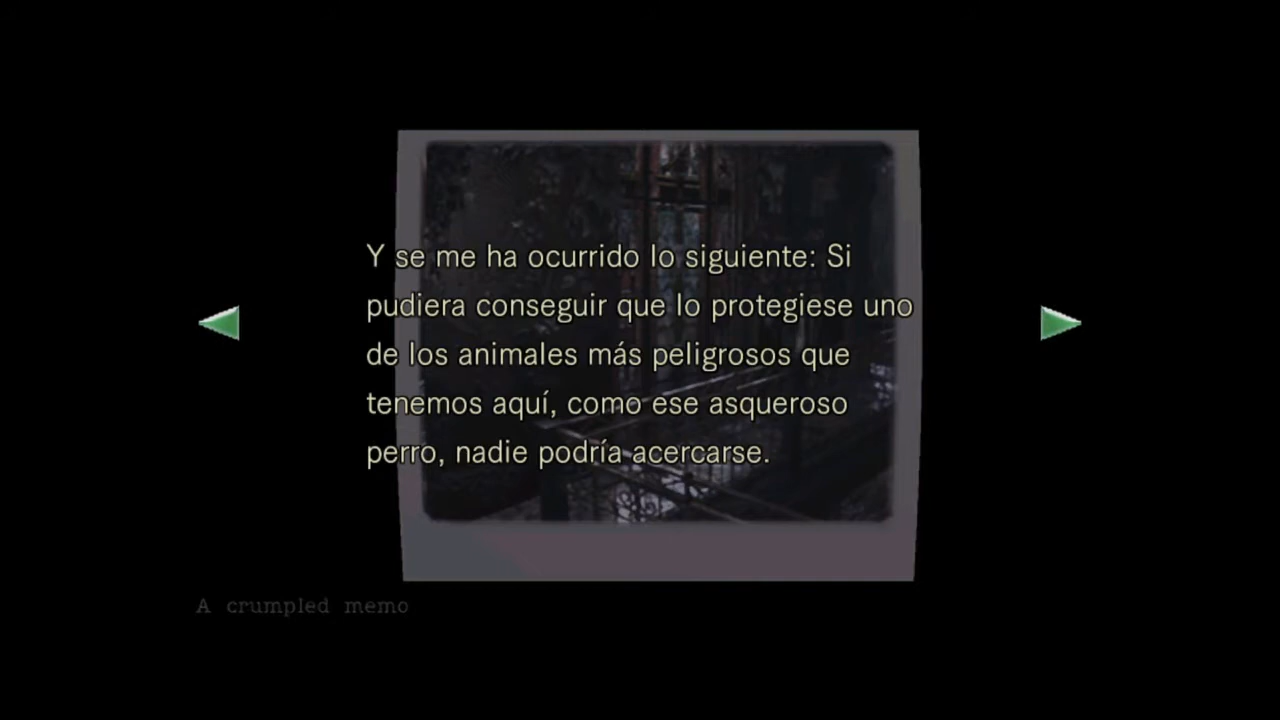 Y se me ha ocurrido lo siguiente: Si
pudiera conseguir que lo protegiese uno
de los animales más peligrosos que
tenemos aquí, como ese asqueroso
perro, nadie podría acercarse.
A crumpled memo